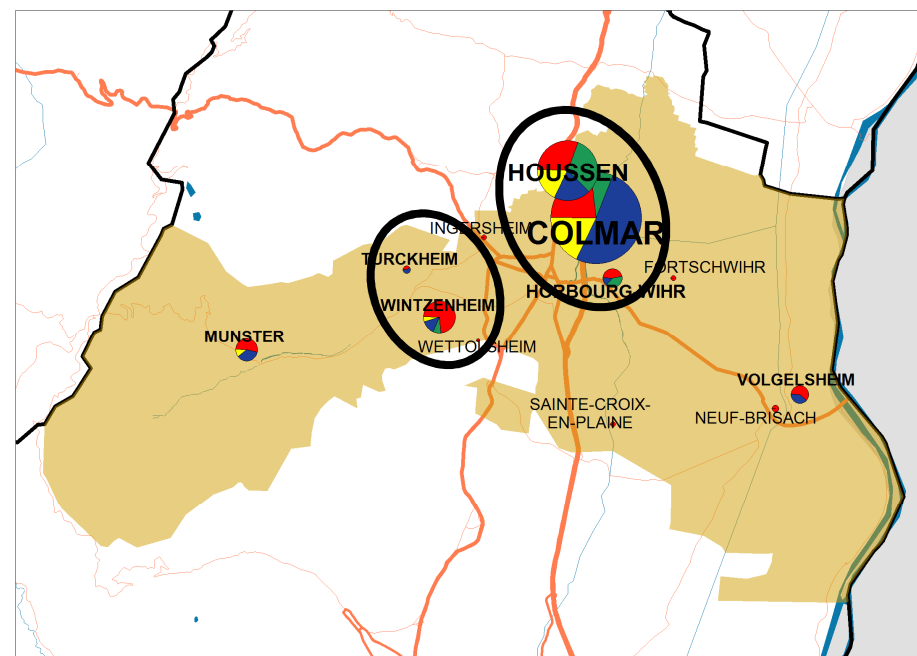 HOUSSEN
COLMAR
INGERSHEIM
TURCKHEIM
FORTSCHWIHR
HORBOURG-WIHR
WINTZENHEIM
MUNSTER
WETTOLSHEIM
VOLGELSHEIM
SAINTE-CROIX-
EN-PLAINE
NEUF-BRISACH